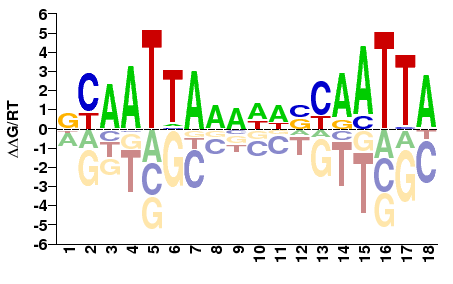 6
5
4
3
2
1
0
-1
-2
-3
-4
-5
-6
ΔΔG/RT
G C A A T T A A A A A C C A A T T A
T T T G T T
G C C
A A C T A G T C C C C T A T T A A T
G G T C C T T A G G C G C
G G
1 2 3 4 5 6 7 8 9 10 11 12 13 14 15 16 17 18